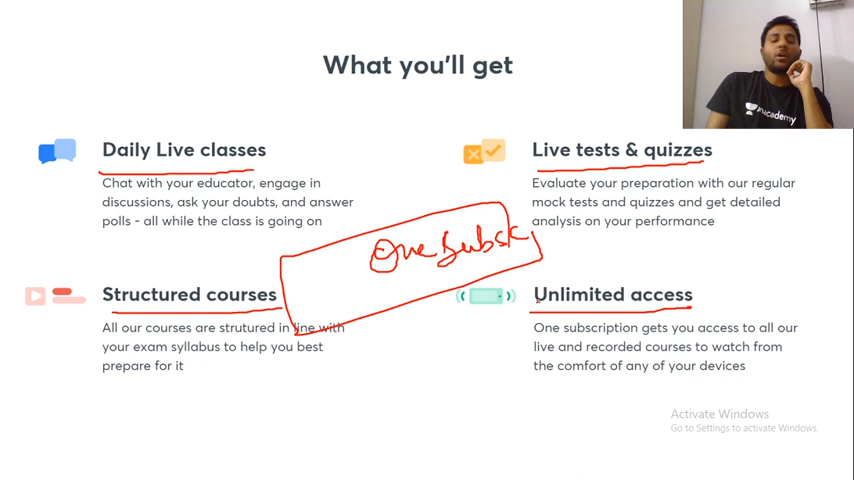 What you'll get
Daily Live classes
Chat with your educator, engage in
discussions, ask your doubts, and answer
polls - all while the class is going on
Live tests & quizzes
Evaluate your preparation with our regular
mock tests and quizzes and get detailed
analysis on your performance
One Subsc
Structured courses
All our courses are strutured in line with
your exam syllabus to help you best
prepare for it
Unlimited access
One subscription gets you access to all our
live and recorded courses to watch from
the comfort of any of your devices
unacademy
Activate Windows
Go to Settings to activate Windows.